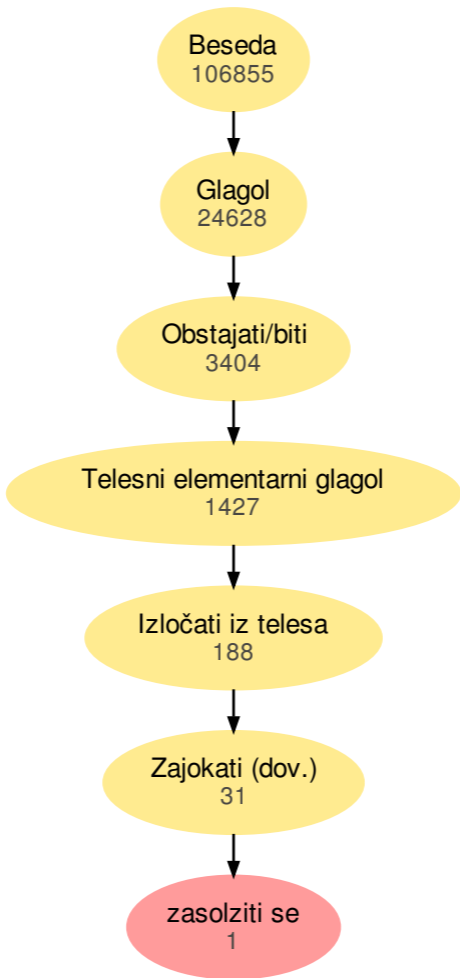 Beseda
106855
Glagol
24628
Obstajati/biti
3404
Telesni elementarni glagol
1427
Izločati iz telesa
188
Zajokati (dov.)
31
zasolziti se
1